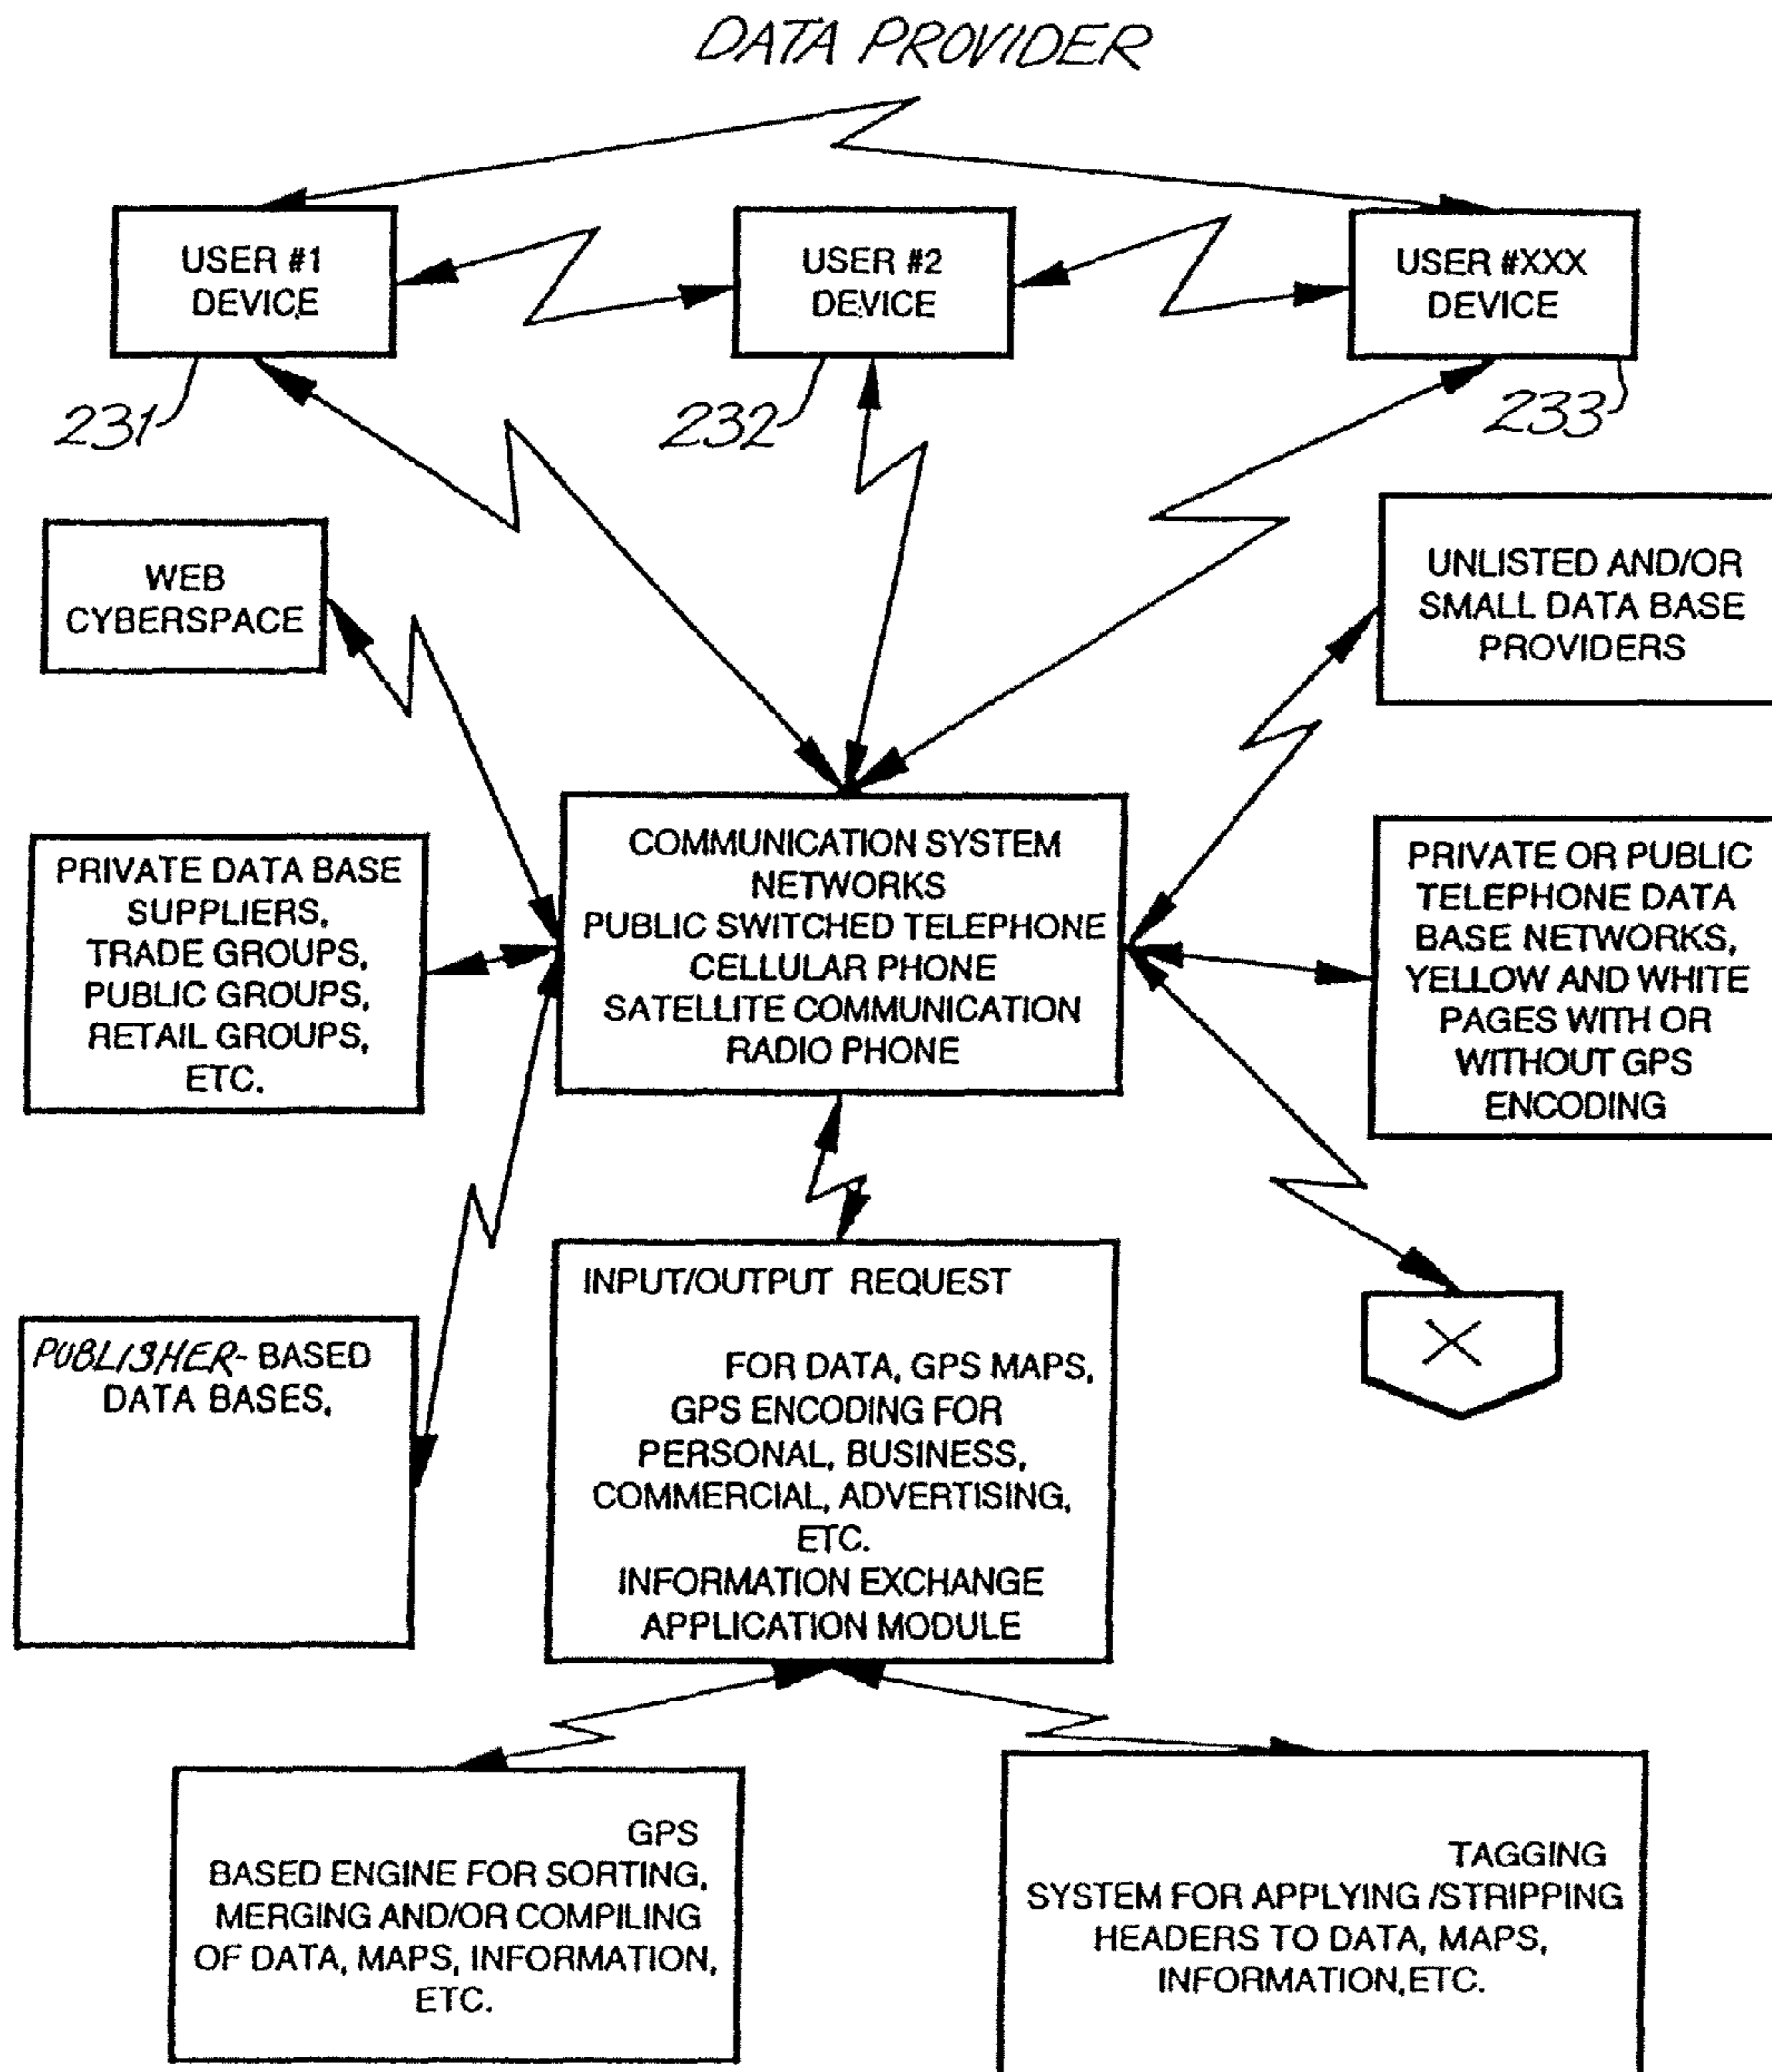 DATA PROVIDER
USER #1
DEVICE
USER #2
DEVICE
USER #XXX
DEVICE
231
232
233
WEB
CYBERSPACE
UNLISTED AND/OR
SMALL DATA BASE
PROVIDERS
PRIVATE DATA BASE
SUPPLIERS,
TRADE GROUPS,
PUBLIC GROUPS,
RETAIL GROUPS,
ETC.
COMMUNICATION SYSTEM
NETWORKS
PUBLIC SWITCHED TELEPHONE
CELLULAR PHONE
SATELLITE COMMUNICATION
RADIO PHONE
PRIVATE OR PUBLIC
TELEPHONE DATA
BASE NETWORKS,
YELLOW AND WHITE
PAGES WITH OR
WITHOUT GPS
ENCODING
PUBLISHER-BASED
DATA BASES,
INPUT/OUTPUT REQUEST
FOR DATA, GPS MAPS,
GPS ENCODING FOR
PERSONAL, BUSINESS,
COMMERCIAL, ADVERTISING,
ETC.
INFORMATION EXCHANGE
APPLICATION MODULE
X
GPS
BASED ENGINE FOR SORTING,
MERGING AND/OR COMPILING
OF DATA, MAPS, INFORMATION,
ETC.
TAGGING
SYSTEM FOR APPLYING /STRIPPING
HEADERS TO DATA, MAPS,
INFORMATION,ETC.